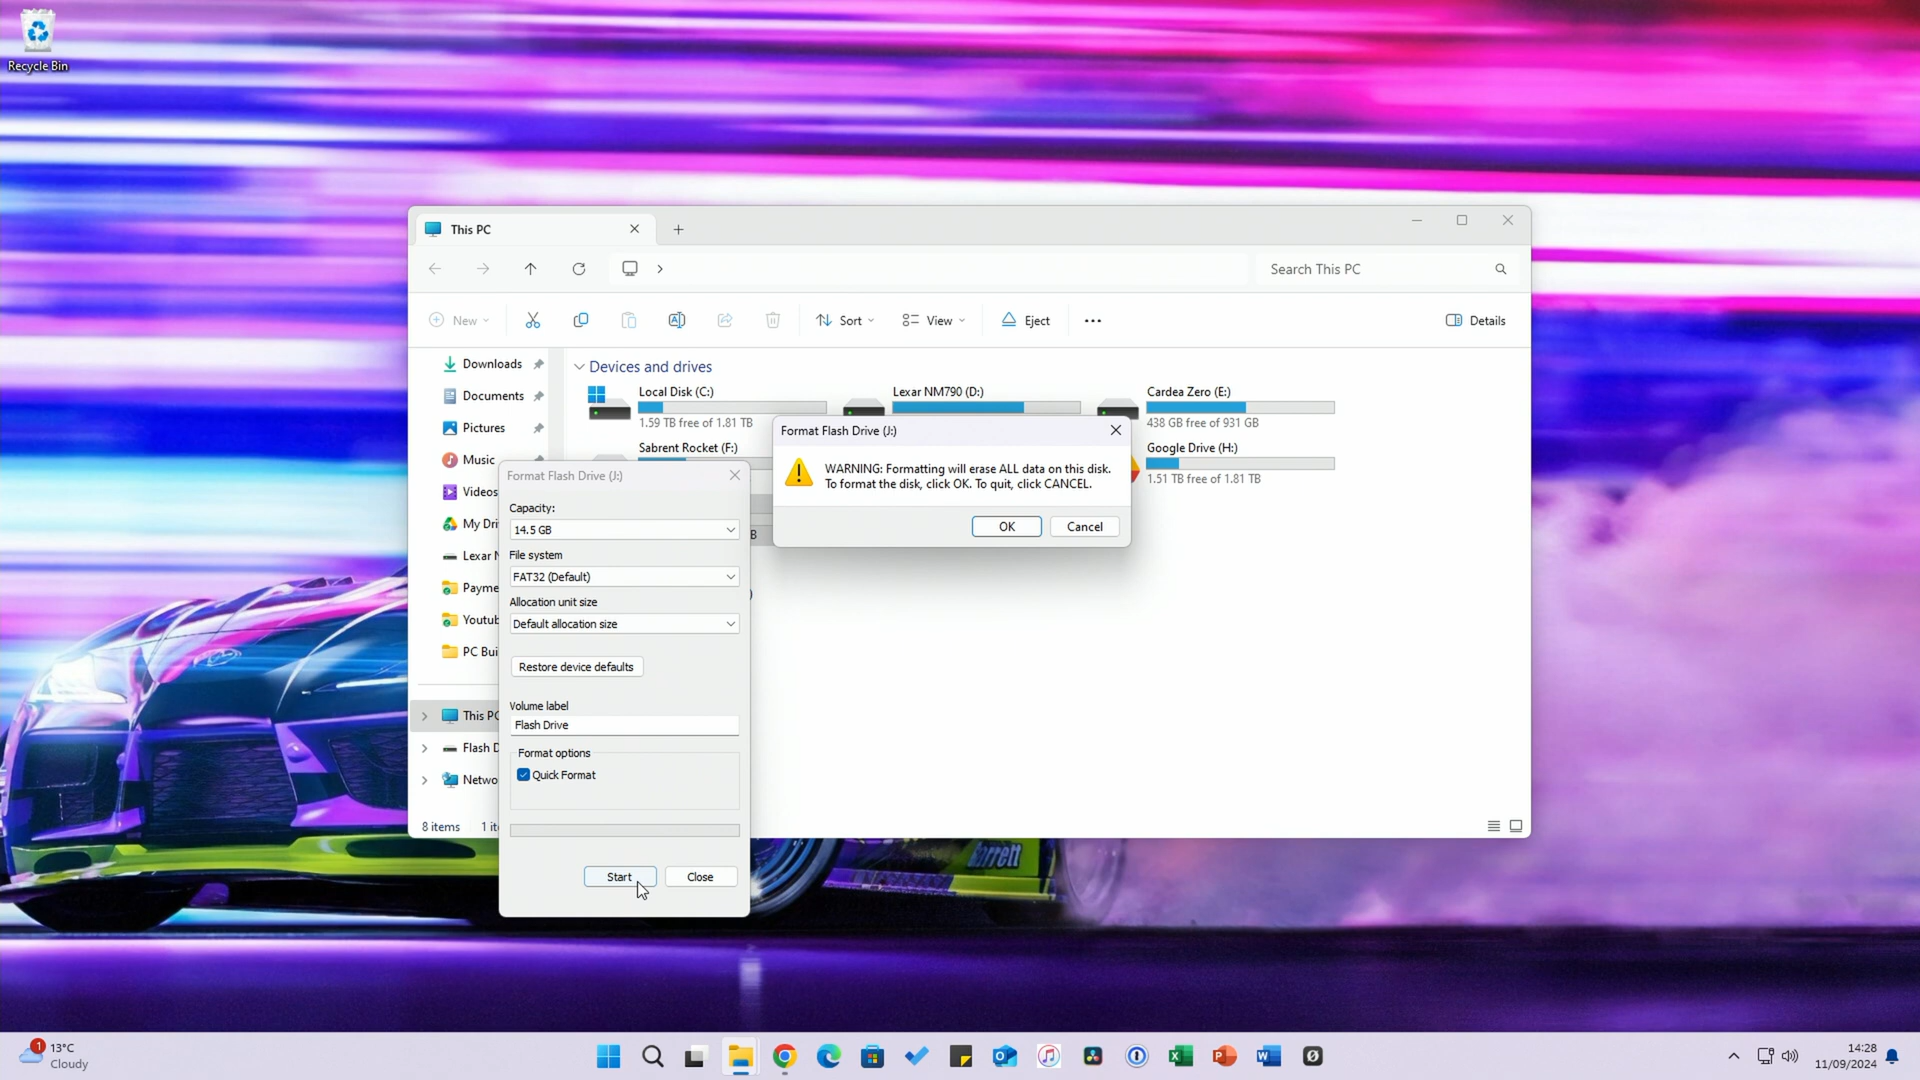 Recycle Bin
This PC
Search This PC
New
Sort
View
Eject
Details
Downloads
Documents
Pictures
Music
Videos
My Dri
Lexar N
Payme
Youtub
PC Bui
This PC
Flash D
Netwo
8 items 1 it
Devices and drives
Local Disk (C:)
1.59 TB free of 1.81 TB
Lexar NM790 (D:)
Cardea Zero (E:)
438 GB free of 931 GB
Sabrent Rocket (F:)
Google Drive (H:)
1.51 TB free of 1.81 TB
B
)
Format Flash Drive (J:)
Capacity:
14.5 GB
File system
FAT32 (Default)
Allocation unit size
Default allocation size
Restore device defaults
Volume label
Flash Drive
Format options
Quick Format
Start
Close
Format Flash Drive (J:)
WARNING: Formatting will erase ALL data on this disk.
To format the disk, click OK. To quit, click CANCEL.
OK
Cancel
Garrett
1
13°C
Cloudy
14:28
11/09/2024